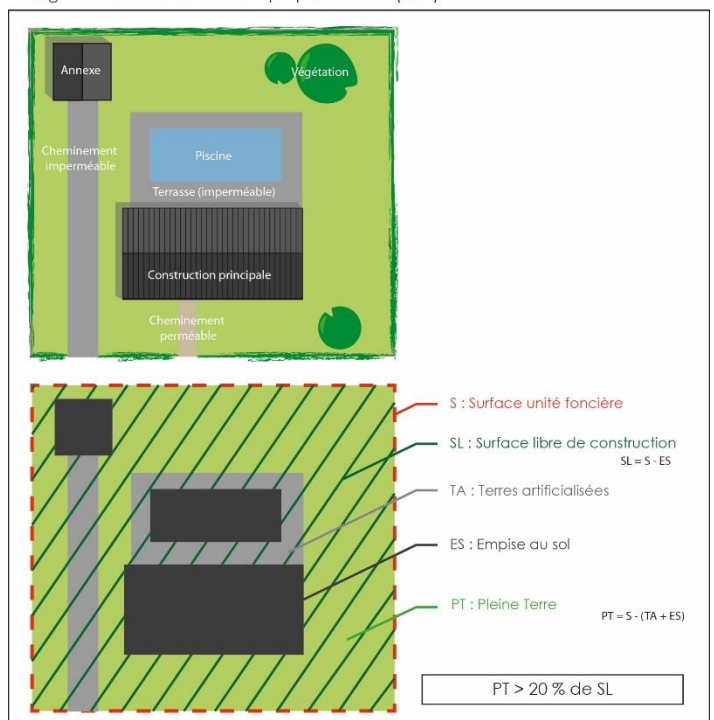 Annexe
Végétation
Cheminement
imperméable
Piscine
Terrasse (imperméable)
Construction principale
Cheminement
perméable
S : Surface unité foncière
SL : Surface libre de construction
SL = S - ES
TA : Terres artificialisées
ES : Empise au sol
PT : Pleine Terre
PT = S - (TA + ES)
PT > 20 % de SL